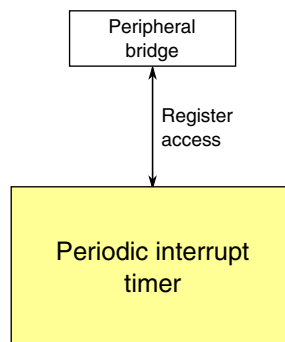 Peripheral
bridge
Register
access
Periodic interrupt
timer